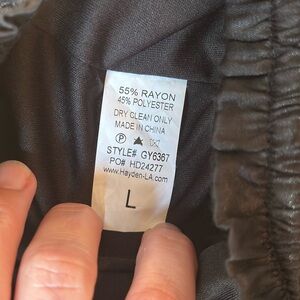 55% RAYON
45% POLYESTER
DRY CLEAN ONLY
MADE IN CHINA
P
STYLE# GY6367
PO# HD24277
www.Hayden-LA.com
L